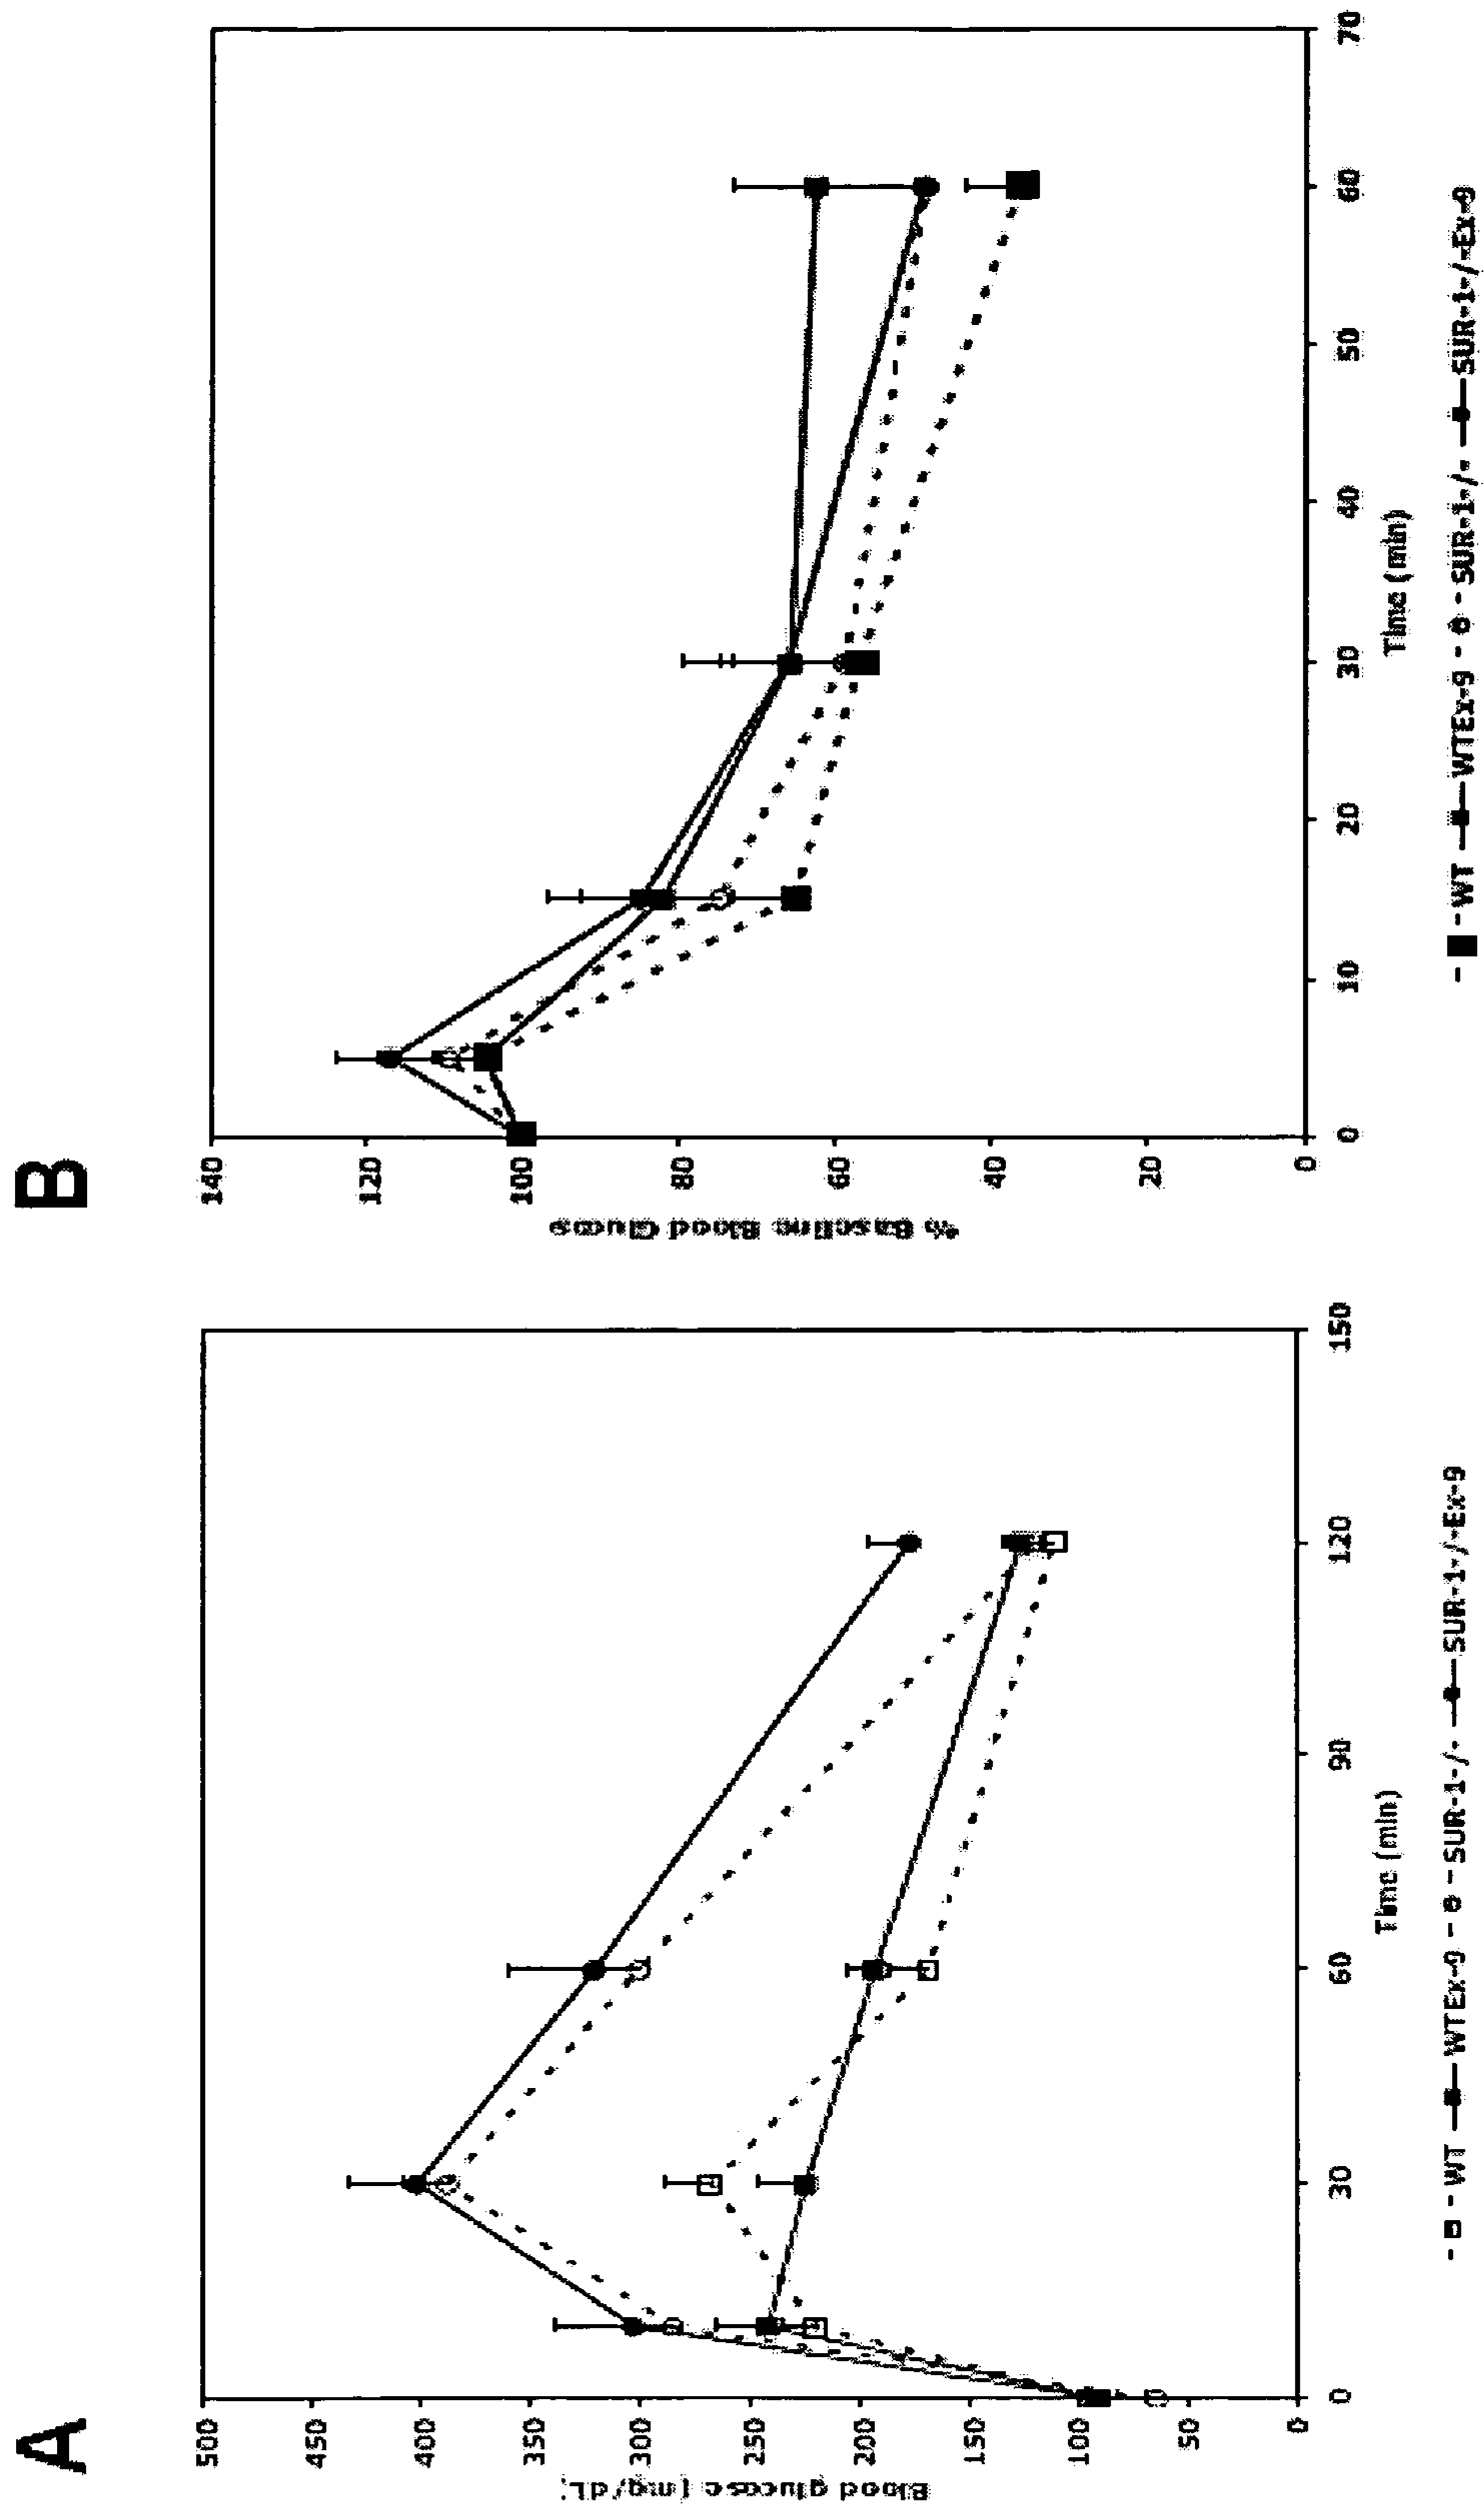 A
500
400
350
300
250
200
150
100
50
0
Blood glucose (mg/dL)
0 30 60 90 120 150
Time (min)
WT WTEx-9 SUR-1-/- SUR-1-/-Ex-9
B
140
120
100
80
60
40
20
0
% Baseline Blood Glucose
0 10 20 30 40 50 60 70
Time (min)
WT WTEx-9 SUR-1-/- SUR-1-/-Ex-9